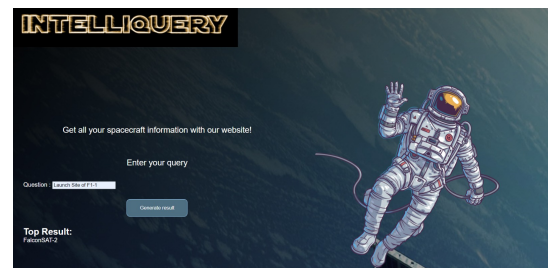 INTELLIQUERY
Get all your spacecraft information with our website!
Enter your query
Question : Launch Site of F1-1
Generate result
Top Result:
FalconSAT-2